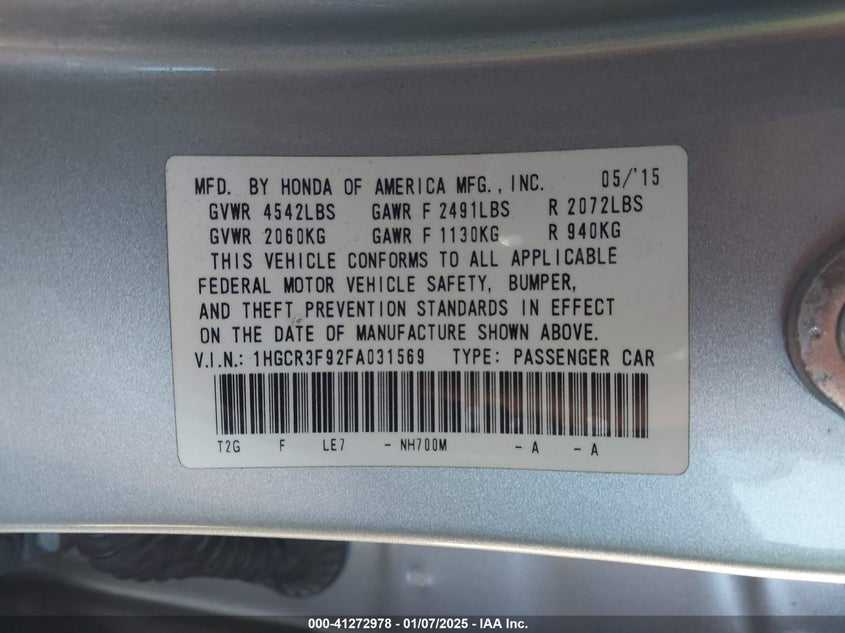 MFD. BY HONDA OF AMERICA MFG., INC. 05/'15
GVWR 4542LBS GAWR F 2491LBS R 2072LBS
GVWR 2060KG GAWR F 1130KG R 940KG
THIS VEHICLE CONFORMS TO ALL APPLICABLE
FEDERAL MOTOR VEHICLE SAFETY, BUMPER,
AND THEFT PREVENTION STANDARDS IN EFFECT
ON THE DATE OF MANUFACTURE SHOWN ABOVE.
V.I.N.: 1HGCR3F92FA031569 TYPE: PASSENGER CAR
T2G F LE7 - NH700M - A - A
000-41272978 - 01/07/2025 - IAA Inc.